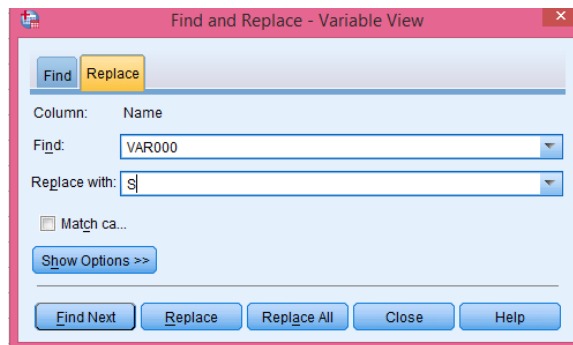 Find and Replace - Variable View
Find Replace
Column: Name
Find: VAR000
Replace with: S
Match ca...
Show Options >>
Find Next Replace Replace All Close Help